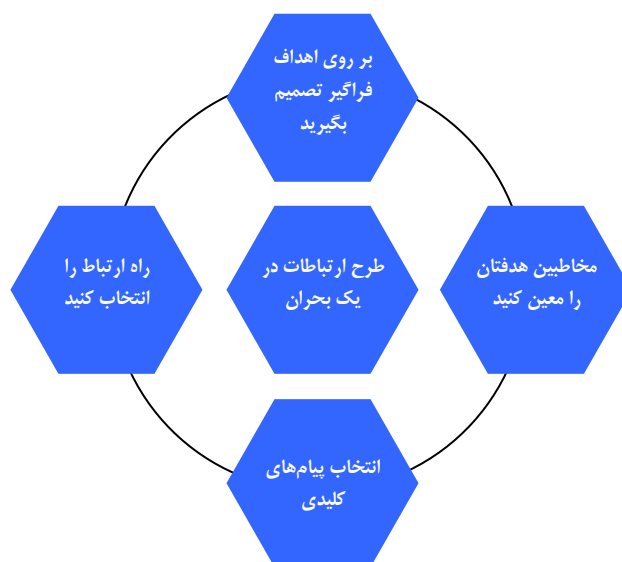 بر روی اهداف
فراگیر تصمیم
بگیرید
مخاطبین هدفتان
را معین کنید
طرح ارتباطات در
یک بحران
راه ارتباط را
انتخاب کنید
انتخاب پیام‌های
کلیدی